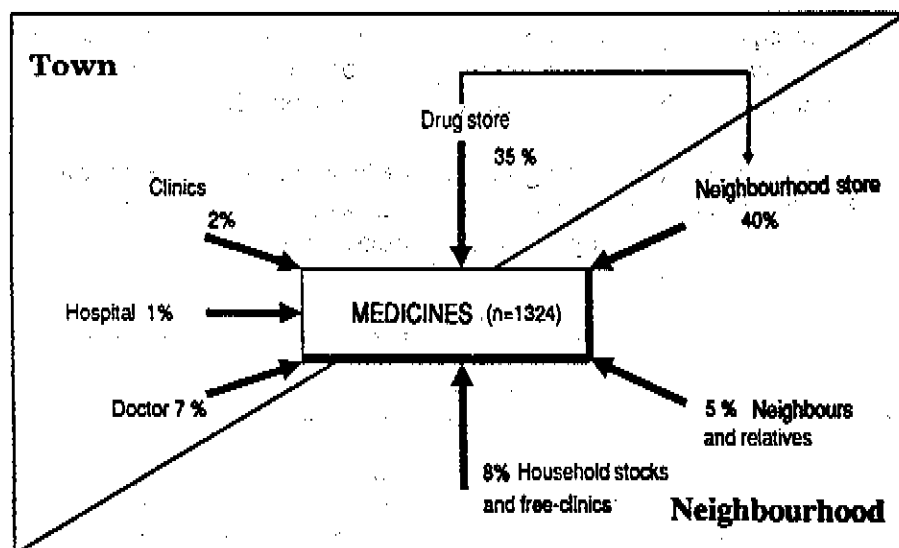 Town
Drug store
35 %
Clinics
2%
Neighbourhood store
40%
Hospital 1%
MEDICINES (n=1324)
Doctor 7 %
5 % Neighbours
and relatives
8% Household stocks
and free-clinics
Neighbourhood